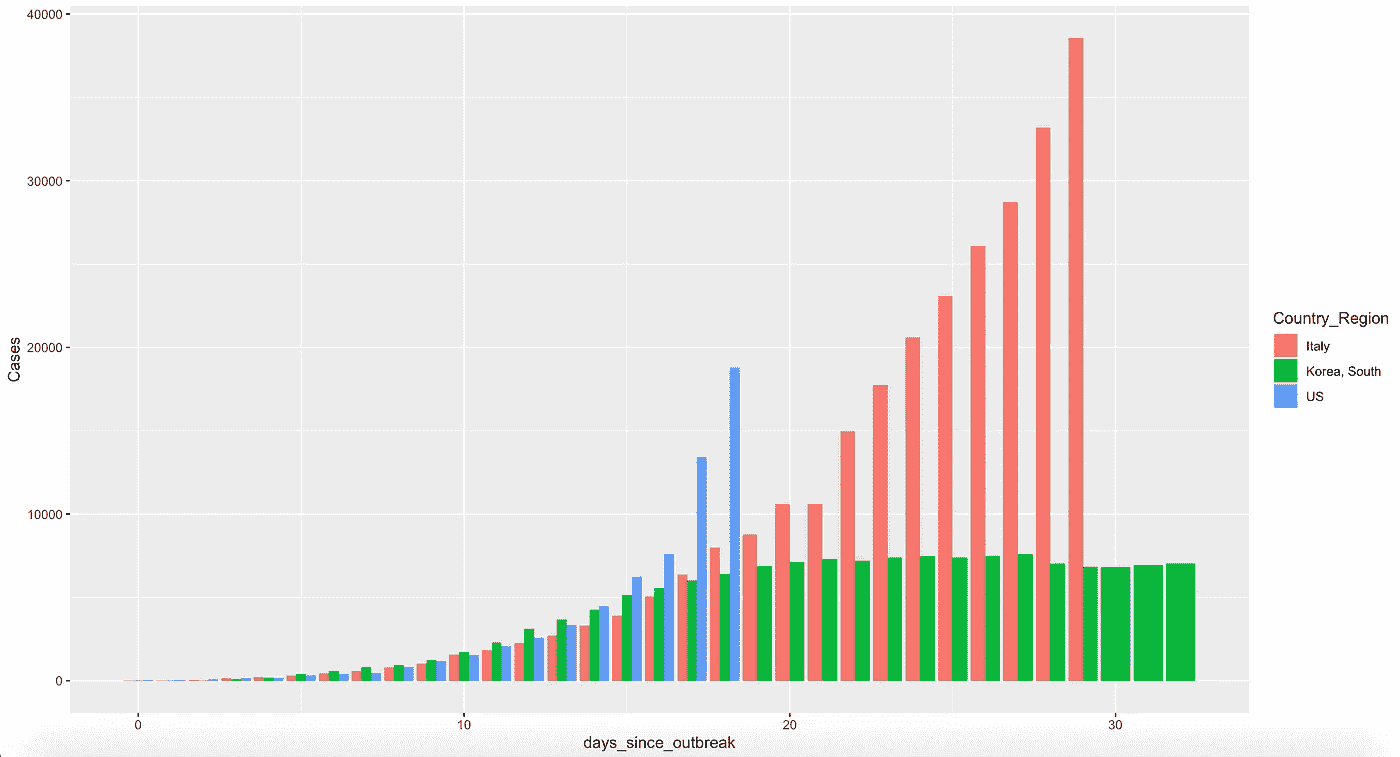 40000
30000
20000
10000
0
Cases
0 10 20 30
days_since_outbreak
Country_Region
Italy
Korea, South
US